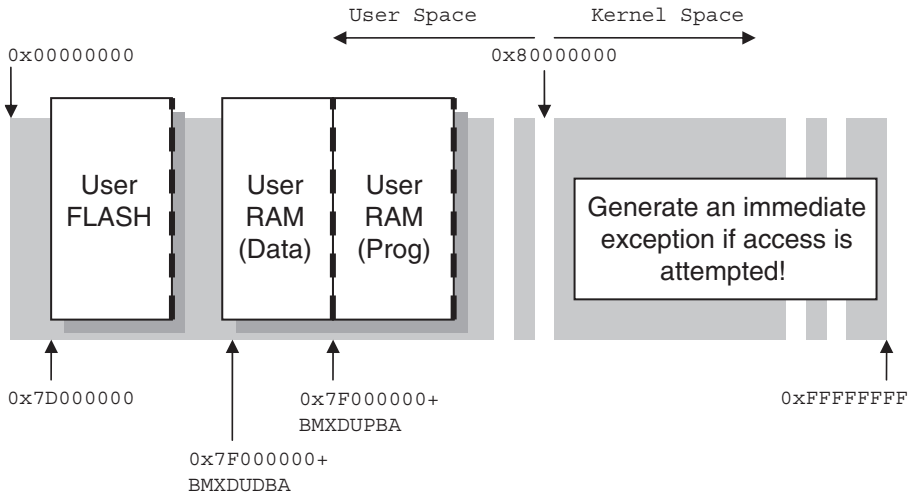 User Space
Kernel Space
0x00000000
0x80000000
User
FLASH
User
RAM
(Data)
User
RAM
(Prog)
Generate an immediate
exception if access is
attempted!
0x7D000000
0x7F000000+
BMXDUPBA
0xFFFFFFFF
0x7F000000+
BMXDUDBA